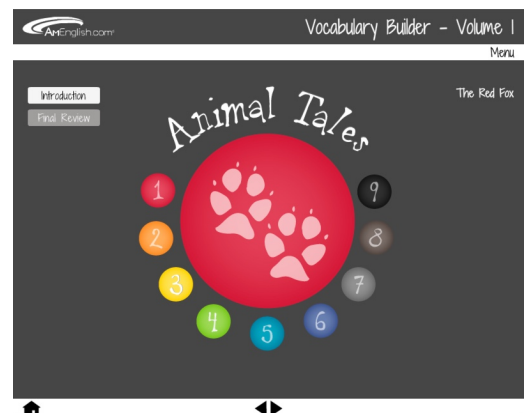 AmEnglish.com
Vocabulary Builder - Volume 1
Menu
Introduction
Final Review
The Red Fox
Animal Tales
1
2
3
4
5
6
7
8
9